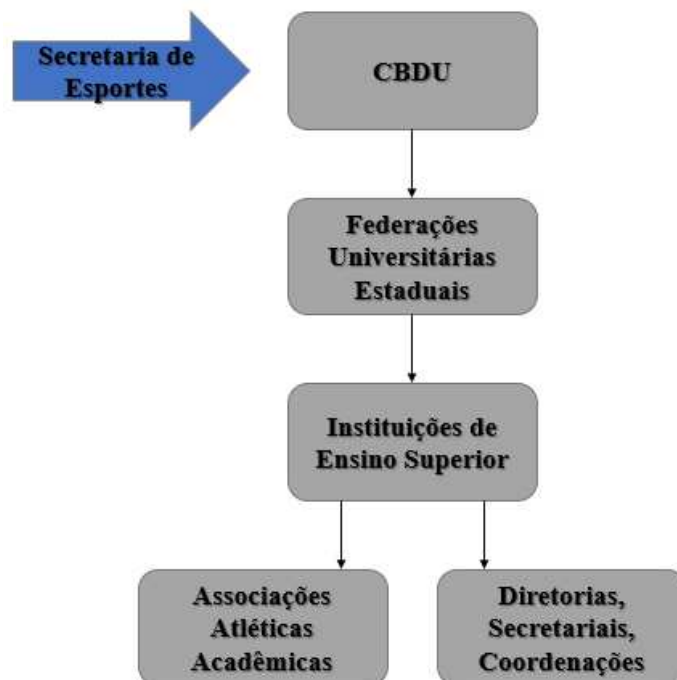 Secretaria de
Esportes
CBDU
Federações
Universitárias
Estaduais
Instituições de
Ensino Superior
Associações
Atléticas
Acadêmicas
Diretorias,
Secretariais,
Coordenações